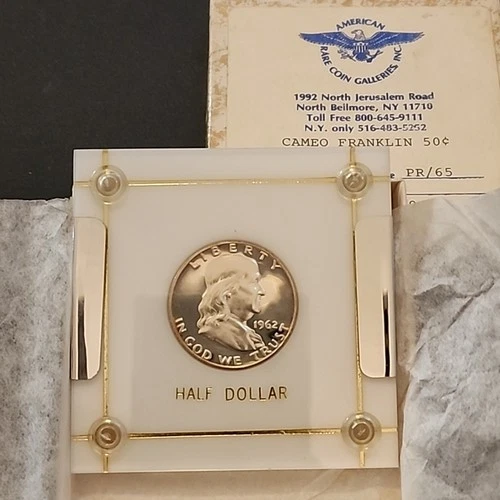 AMERICAN
RARE COIN GALLERIES, INC.
1992 North Jerusalem Road
North Bellmore, NY 11710
Toll Free 800-645-9111
N.Y. only 516-483-5252
CAMEO FRANKLIN 50¢
PR/65
LIBERTY
1962
IN GOD WE TRUST
HALF DOLLAR